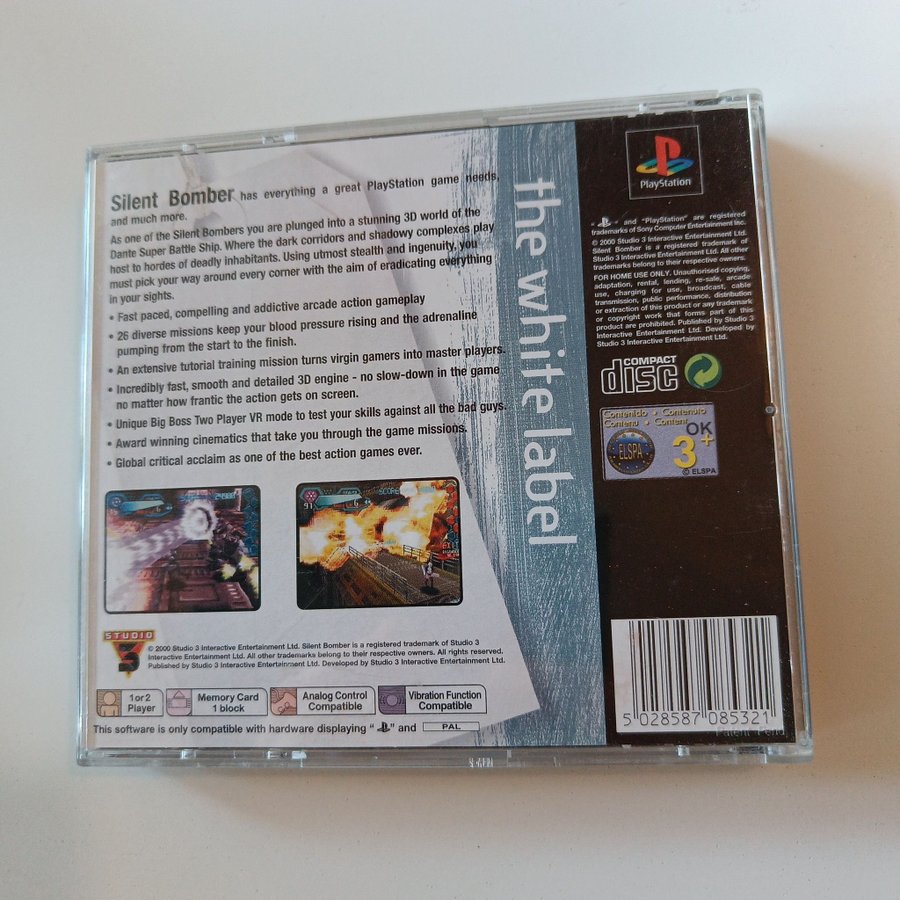 Silent Bomber has everything a great PlayStation game needs,
and much more.
As one of the Silent Bombers you are plunged into a stunning 3D world of the
Dante Super Battle Ship. Where the dark corridors and shadowy complexes play
host to hordes of deadly inhabitants. Using utmost stealth and ingenuity, you
must pick your way around every corner with the aim of eradicating everything
in your sights.
• Fast paced, compelling and addictive arcade action gameplay
• 26 diverse missions keep your blood pressure rising and the adrenaline
pumping from the start to the finish.
• An extensive tutorial training mission turns virgin gamers into master players.
• Incredibly fast, smooth and detailed 3D engine - no slow-down in the game
no matter how frantic the action gets on screen.
• Unique Big Boss Two Player VR mode to test your skills against all the bad guys.
• Award winning cinematics that take you through the game missions.
• Global critical acclaim as one of the best action games ever.
SCORE
91
6
EXIT
STUDIO
3
© 2000 Studio 3 Interactive Entertainment Ltd. Silent Bomber is a registered trademark of Studio 3
Interactive Entertainment Ltd. All other trademarks belong to their respective owners. All rights reserved.
Published by Studio 3 Interactive Entertainment Ltd. Developed by Studio 3 Interactive Entertainment Ltd.
1 or 2
Player
Memory Card
1 block
Analog Control
Compatible
Vibration Function
Compatible
This software is only compatible with hardware displaying " " and PAL
the white label
PlayStation
" " and "PlayStation" are registered
trademarks of Sony Computer Entertainment Inc.
© 2000 Studio 3 Interactive Entertainment Ltd.
Silent Bomber is a registered trademark of
Studio 3 Interactive Entertainment Ltd. All other
trademarks belong to their respective owners.
FOR HOME USE ONLY. Unauthorised copying,
adaptation, rental, lending, re-sale, arcade
use, charging for use, broadcast, cable
transmission, public performance, distribution
or extraction of this product or any trademark
or copyright work that forms part of this
product are prohibited. Published by Studio 3
Interactive Entertainment Ltd. Developed by
Studio 3 Interactive Entertainment Ltd.
COMPACT
disc
Contenido • Contenuto
Contenu • Content
ELSPA
OK
3+
© ELSPA
5 028587 085321
Patent Pend